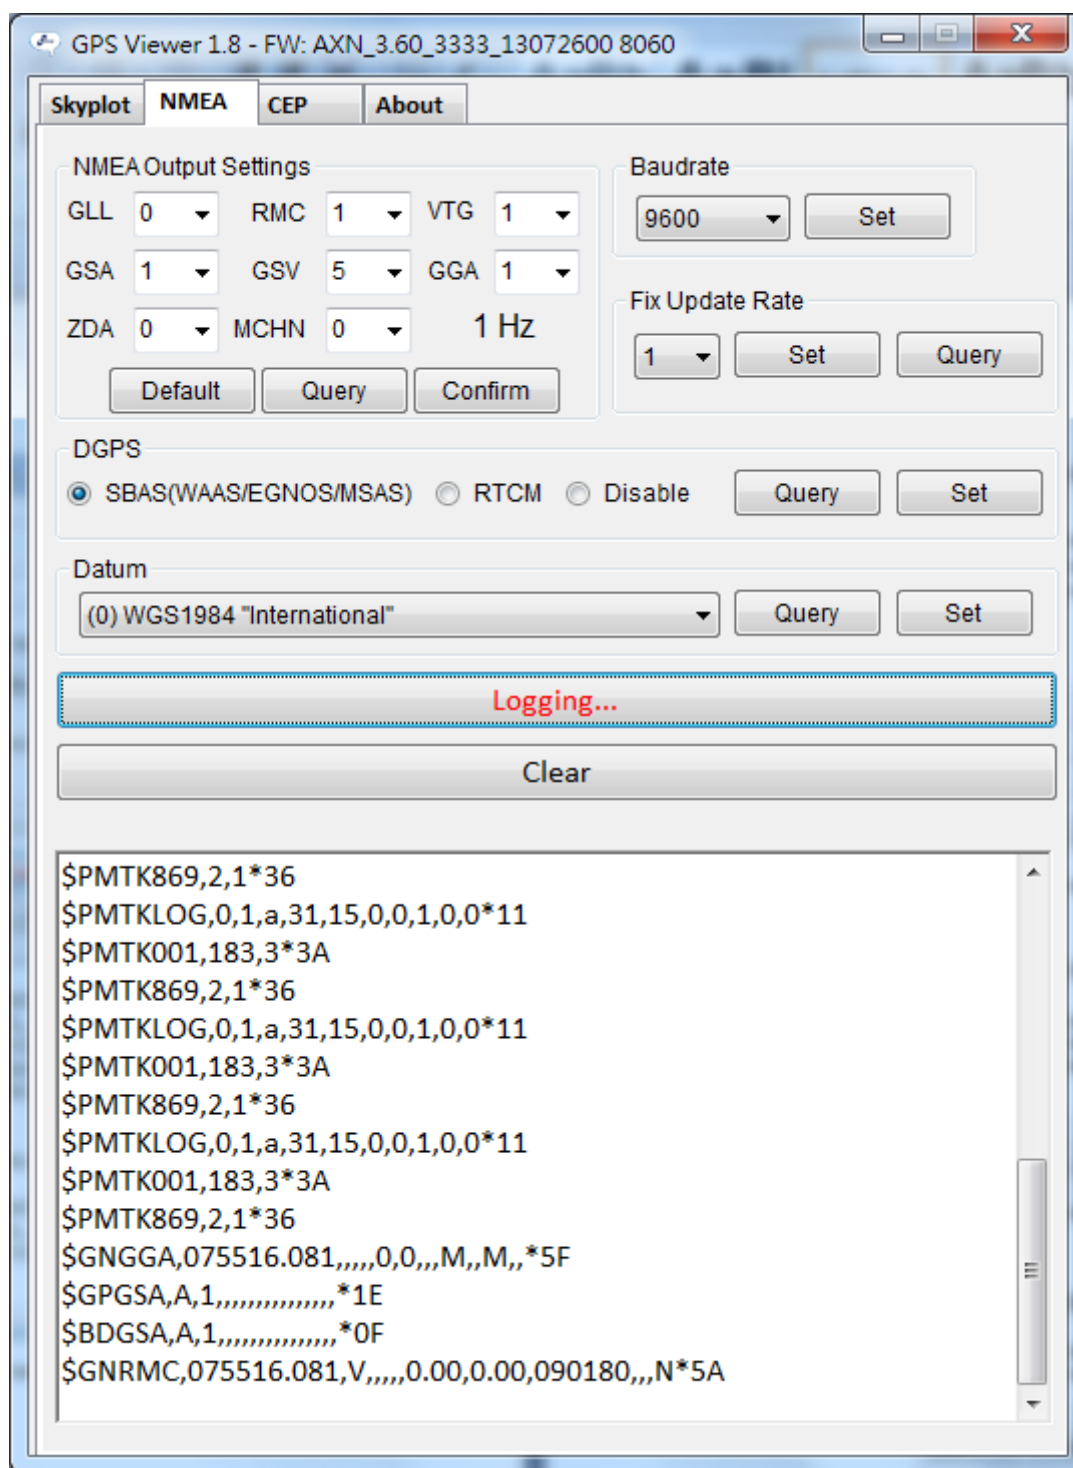 GPS Viewer 1.8 - FW: AXN_3.60_3333_13072600 8060
Skyplot NMEA CEP About
NMEA Output Settings
GLL 0 RMC 1 VTG 1
GSA 1 GSV 5 GGA 1
ZDA 0 MCHN 0 1 Hz
Default Query Confirm
Baudrate
9600 Set
Fix Update Rate
1 Set Query
DGPS
SBAS(WAAS/EGNOS/MSAS) RTCM Disable Query Set
Datum
(0) WGS1984 "International" Query Set
Logging...
Clear
$PMTK869,2,1*36
$PMTKLOG,0,1,a,31,15,0,0,1,0,0*11
$PMTK001,183,3*3A
$PMTK869,2,1*36
$PMTKLOG,0,1,a,31,15,0,0,1,0,0*11
$PMTK001,183,3*3A
$PMTK869,2,1*36
$PMTKLOG,0,1,a,31,15,0,0,1,0,0*11
$PMTK001,183,3*3A
$PMTK869,2,1*36
$GNGGA,075516.081,,,,,0,0,,,M,,M,,*5F
$GPGSA,A,1,,,,,,,,,,,,,,,*1E
$BDGSA,A,1,,,,,,,,,,,,,,,*0F
$GNRMC,075516.081,V,,,,,0.00,0.00,090180,,,N*5A